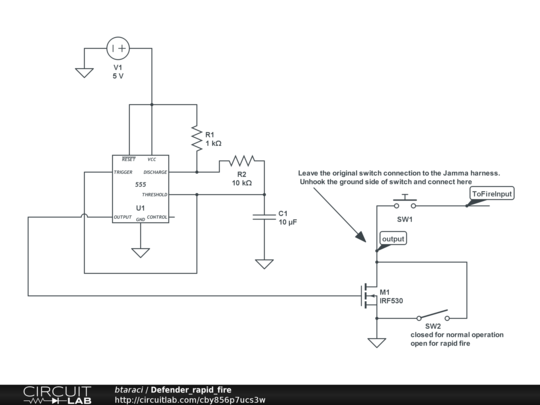 V1
5 V
R1
1 kΩ
R2
10 kΩ
RESET VCC
TRIGGER DISCHARGE
555
THRESHOLD
U1
OUTPUT GND CONTROL
C1
10 µF
Leave the original switch connection to the Jamma harness.
Unhook the ground side of switch and connect here
ToFireInput
SW1
output
M1
IRF530
SW2
closed for normal operation
open for rapid fire
CIRCUIT
LAB
btaraci / Defender_rapid_fire
http://circuitlab.com/cby856p7ucs3w